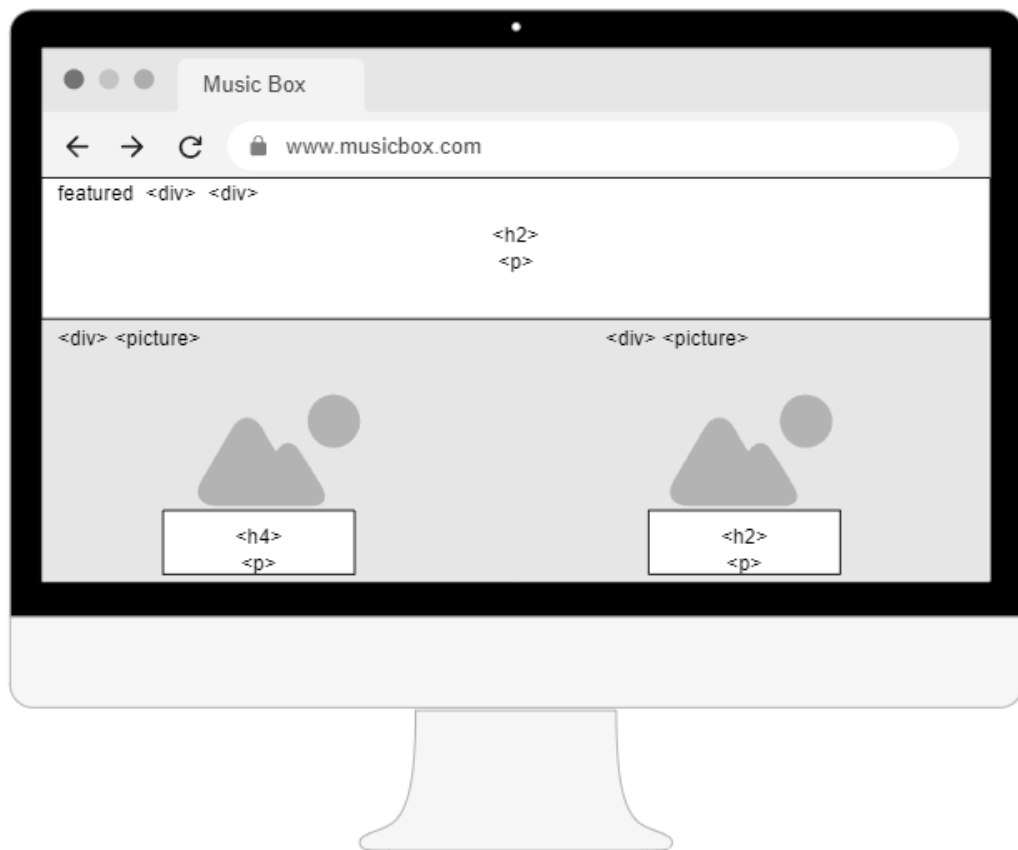 Music Box
www.musicbox.com
featured <div> <div>
<h2>
<p>
<div> <picture>
<div> <picture>
<h4>
<p>
<h2>
<p>